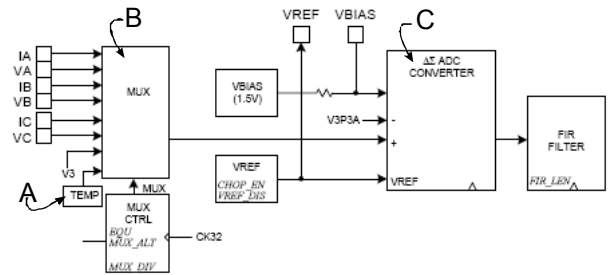 B
VREF
VBIAS
C
IA
VA
IB
VB
IC
VC
V3
A
TEMP
MUX
MUX
MUX
CTRL
EQU
MUX_ALT
MUX_DIV
CK32
VBIAS
(1.5V)
V3P3A
VREF
CHOP_EN
VREF_DIS
ΔΣ ADC
CONVERTER
-
+
VREF
FIR
FILTER
FIR_LEN